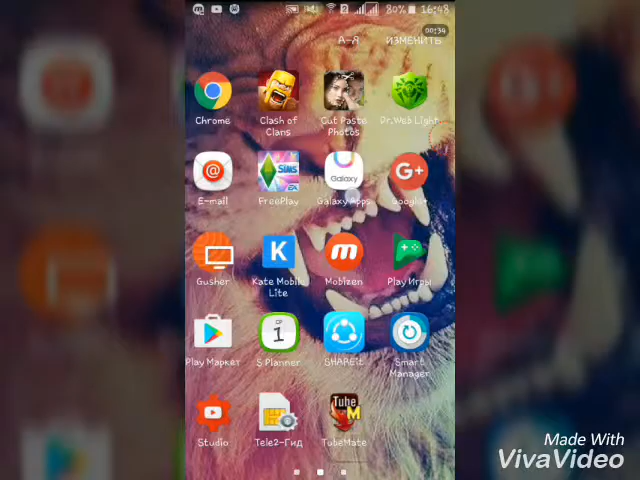 80% 16:48
00:34
А-Я ИЗМЕНИТЬ
Chrome
Clash of Clans
Cut Paste Photos
Dr.Web Light
E-mail
FreePlay
Galaxy Apps
Google+
Gusher
Kate Mobile Lite
Mobizen
Play Игры
Play Маркет
S Planner
SHAREit
Smart Manager
Studio
Tele2-Гид
TubeMate
Made With
VivaVideo